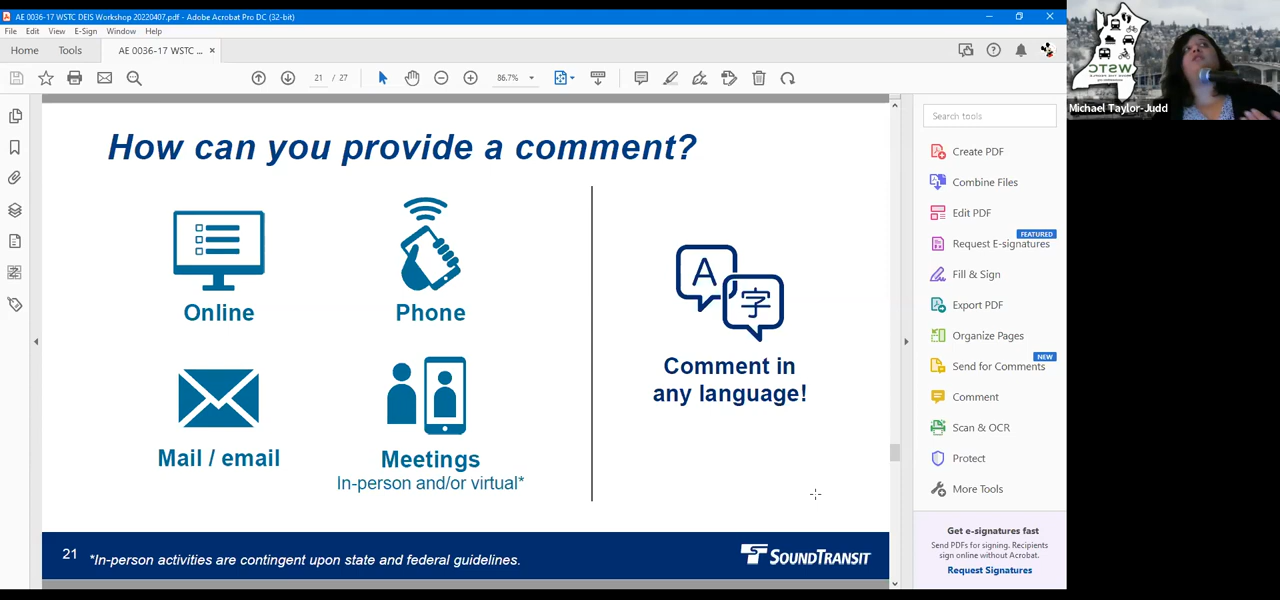 AE 0036-17 WSTC DEIS Workshop 20220407.pdf - Adobe Acrobat Pro DC (32-bit)
File Edit View E-Sign Window Help
Home Tools AE 0036-17 WSTC ... ×
21 / 27 86.7%
How can you provide a comment?
Online
Phone
Mail / email
Meetings
In-person and/or virtual*
A
字
Comment in
any language!
21
*In-person activities are contingent upon state and federal guidelines.
SOUNDTRANSIT
Search tools
Create PDF
Combine Files
Edit PDF
FEATURED
Request E-signatures
Fill & Sign
Export PDF
Organize Pages
NEW
Send for Comments
Comment
Scan & OCR
Protect
More Tools
Get e-signatures fast
Send PDFs for signing. Recipients
sign online without Acrobat.
Request Signatures
WSTC
Michael Taylor-Judd